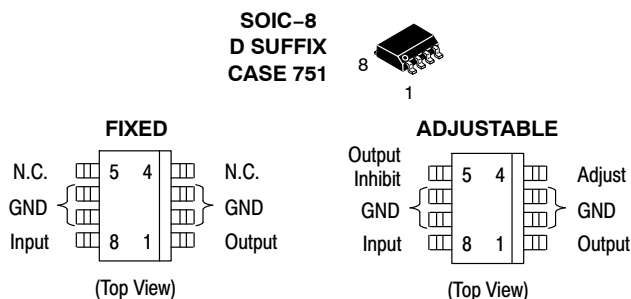 SOIC−8
D SUFFIX
CASE 751
8
1
FIXED
N.C. 5 4 N.C.
GND GND
Input 8 1 Output
(Top View)
ADJUSTABLE
Output
Inhibit 5 4 Adjust
GND GND
Input 8 1 Output
(Top View)